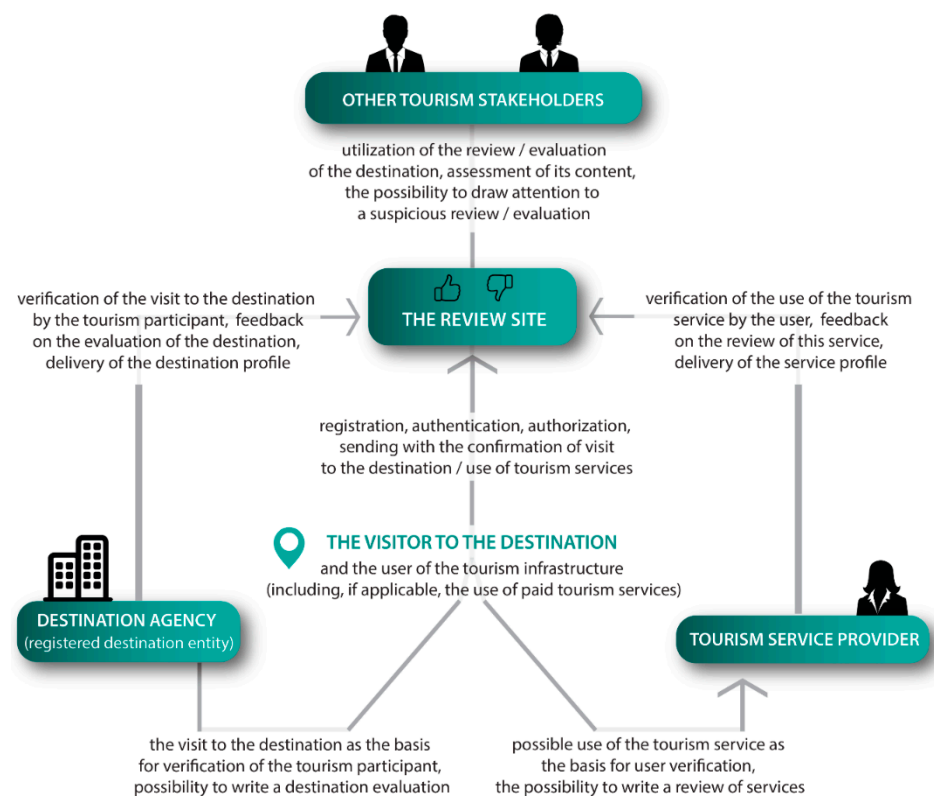 OTHER TOURISM STAKEHOLDERS
utilization of the review / evaluation
of the destination, assessment of its content,
the possibility to draw attention to
a suspicious review / evaluation
THE REVIEW SITE
verification of the visit to the destination
by the tourism participant, feedback
on the evaluation of the destination,
delivery of the destination profile
verification of the use of the tourism
service by the user, feedback
on the review of this service,
delivery of the service profile
registration, authentication, authorization,
sending with the confirmation of visit
to the destination / use of tourism services
THE VISITOR TO THE DESTINATION
and the user of the tourism infrastructure
(including, if applicable, the use of paid tourism services)
DESTINATION AGENCY
(registered destination entity)
TOURISM SERVICE PROVIDER
the visit to the destination as the basis
for verification of the tourism participant,
possibility to write a destination evaluation
possible use of the tourism service as
the basis for user verification,
the possibility to write a review of services